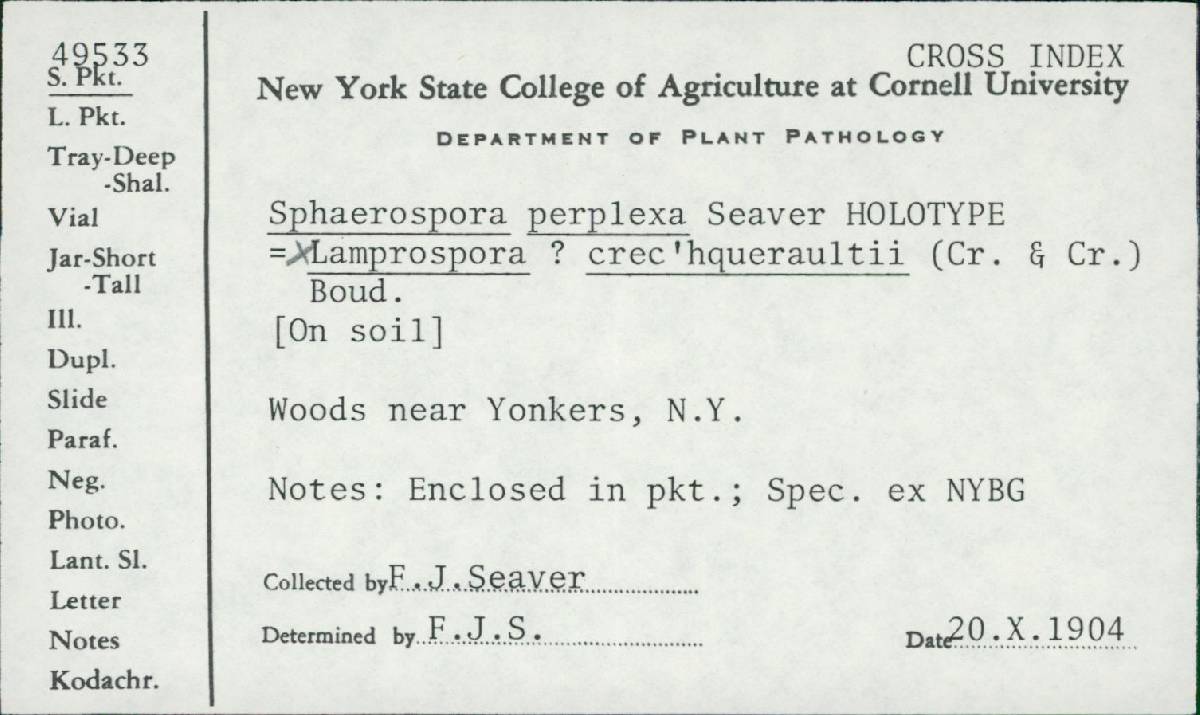 49533
S. Pkt.
L. Pkt.
Tray-Deep
-Shal.
Vial
Jar-Short
-Tall
Ill.
Dupl.
Slide
Paraf.
Neg.
Photo.
Lant. Sl.
Letter
Notes
Kodachr.
CROSS INDEX
New York State College of Agriculture at Cornell University
DEPARTMENT OF PLANT PATHOLOGY
Sphaerospora perplexa Seaver HOLOTYPE
=XLamprospora ? crec'hqueraultii (Cr. & Cr.)
Boud.
[On soil]
Woods near Yonkers, N.Y.
Notes: Enclosed in pkt.; Spec. ex NYBG
Collected by F.J.Seaver
Determined by F.J.S. Date 20.X.1904